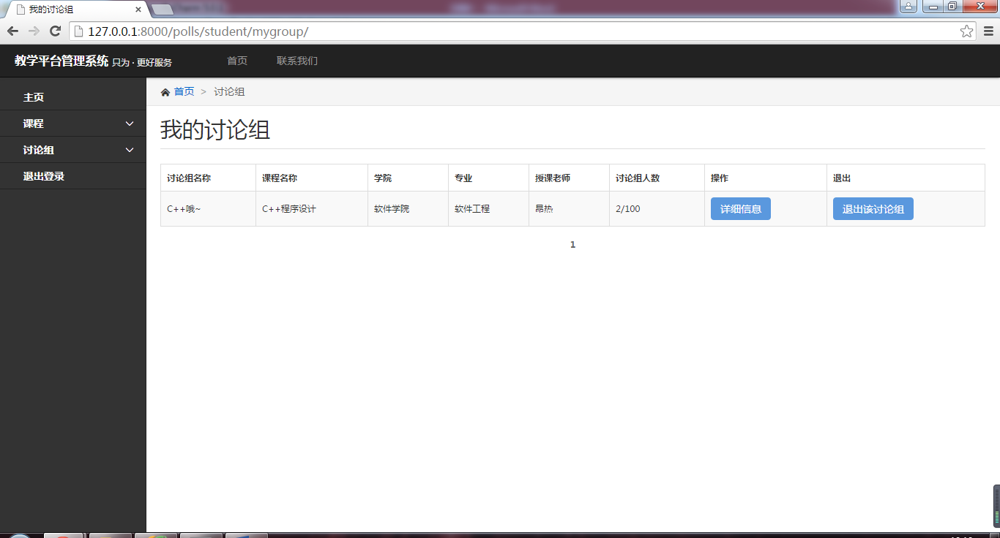 我的讨论组
127.0.0.1:8000/polls/student/mygroup/
教学平台管理系统 只为 · 更好服务 首页 联系我们
主页
课程
讨论组
退出登录
首页 > 讨论组
我的讨论组
讨论组名称 课程名称 学院 专业 授课老师 讨论组人数 操作 退出
C++哦~ C++程序设计 软件学院 软件工程 昂热 2/100 详细信息 退出该讨论组
1